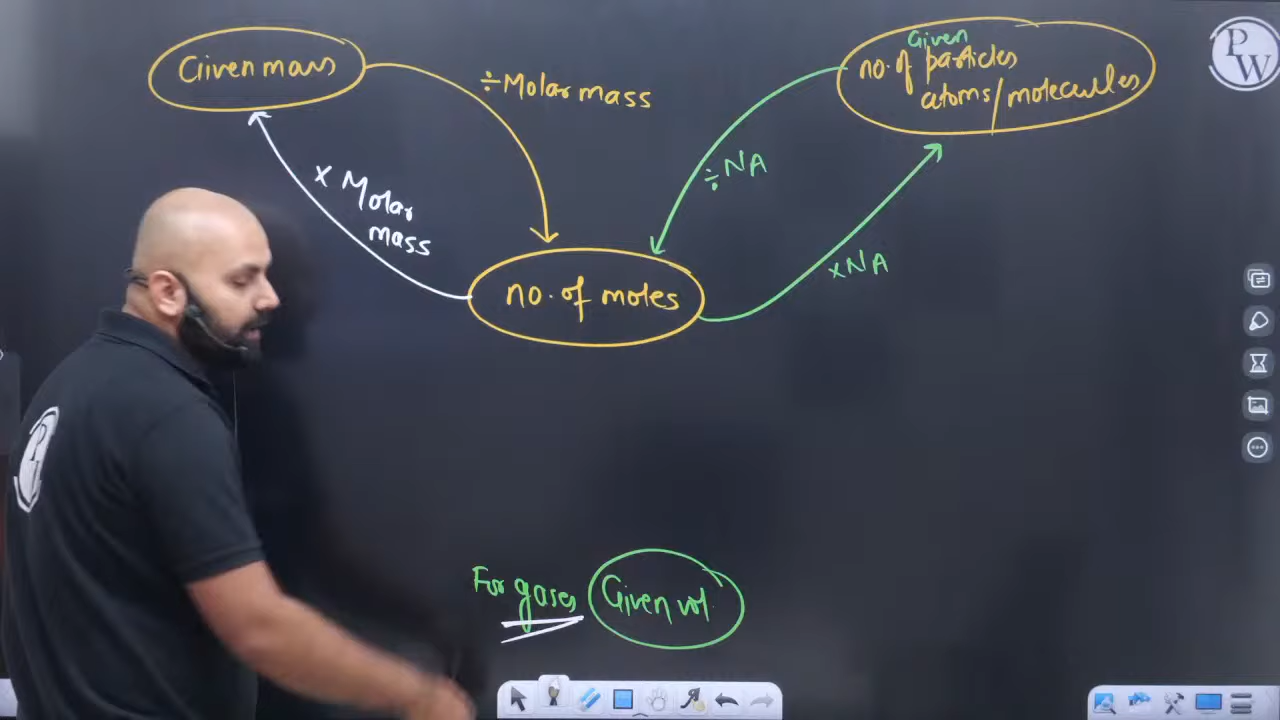 Given mass
÷ Molar mass
Given
no. of particles
atoms/molecules
PW
÷ NA
x Molar
mass
no. of moles
x NA
For gases
Given vol.